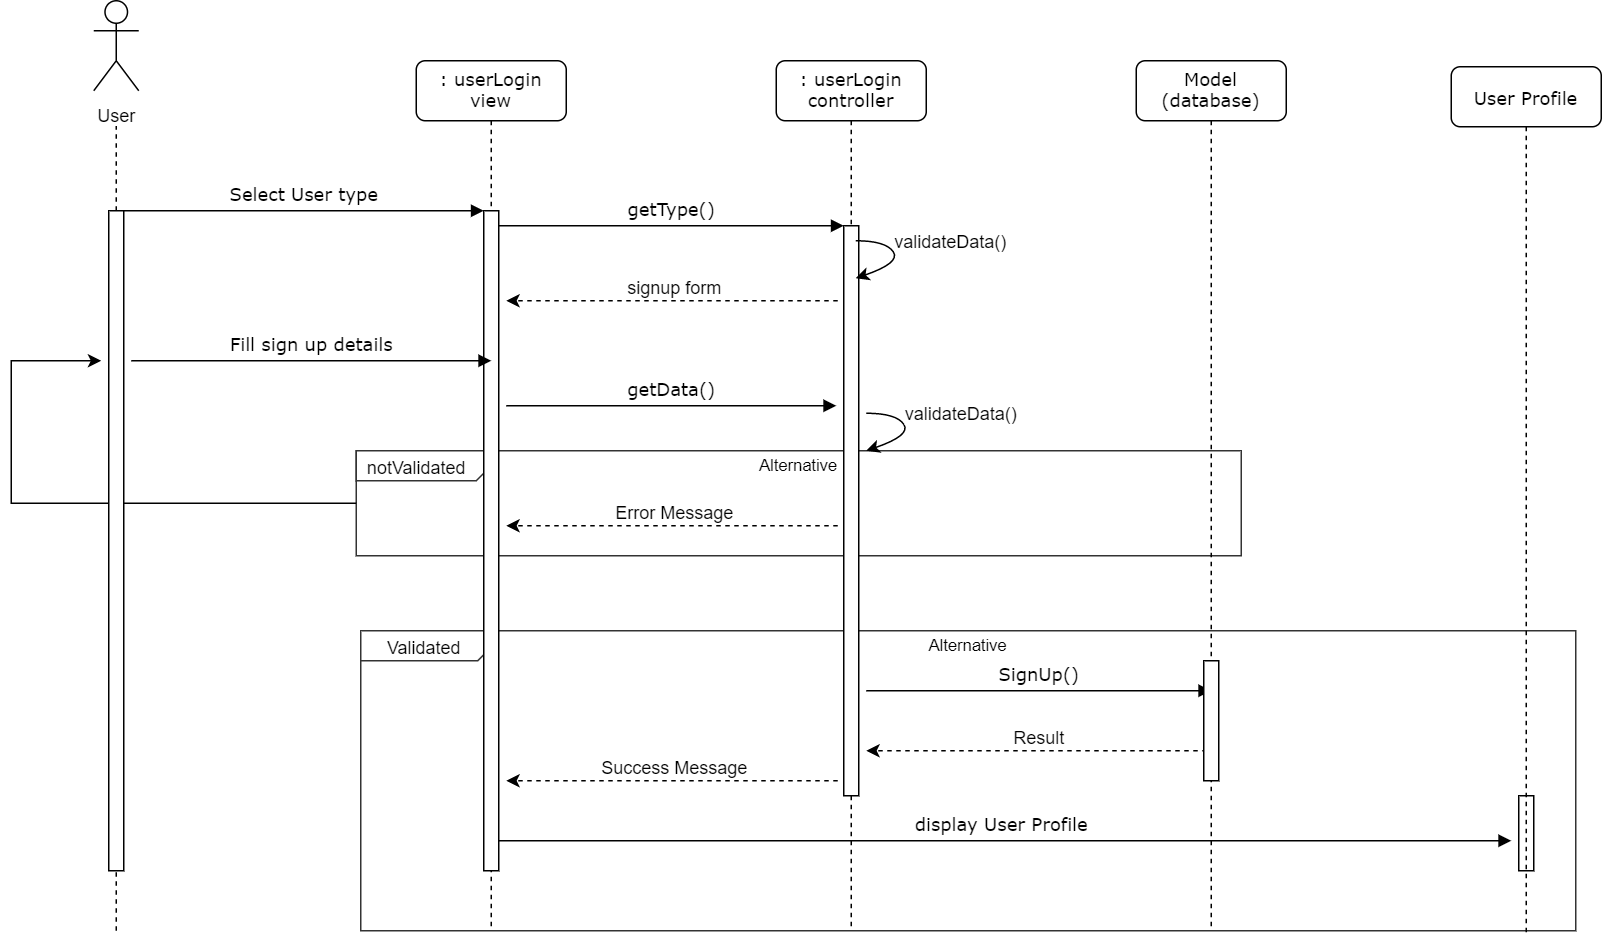 User
: userLogin
view
: userLogin
controller
Model
(database)
User Profile
Select User type
getType()
validateData()
signup form
Fill sign up details
getData()
validateData()
notValidated
Alternative
Error Message
Validated
Alternative
SignUp()
Result
Success Message
display User Profile